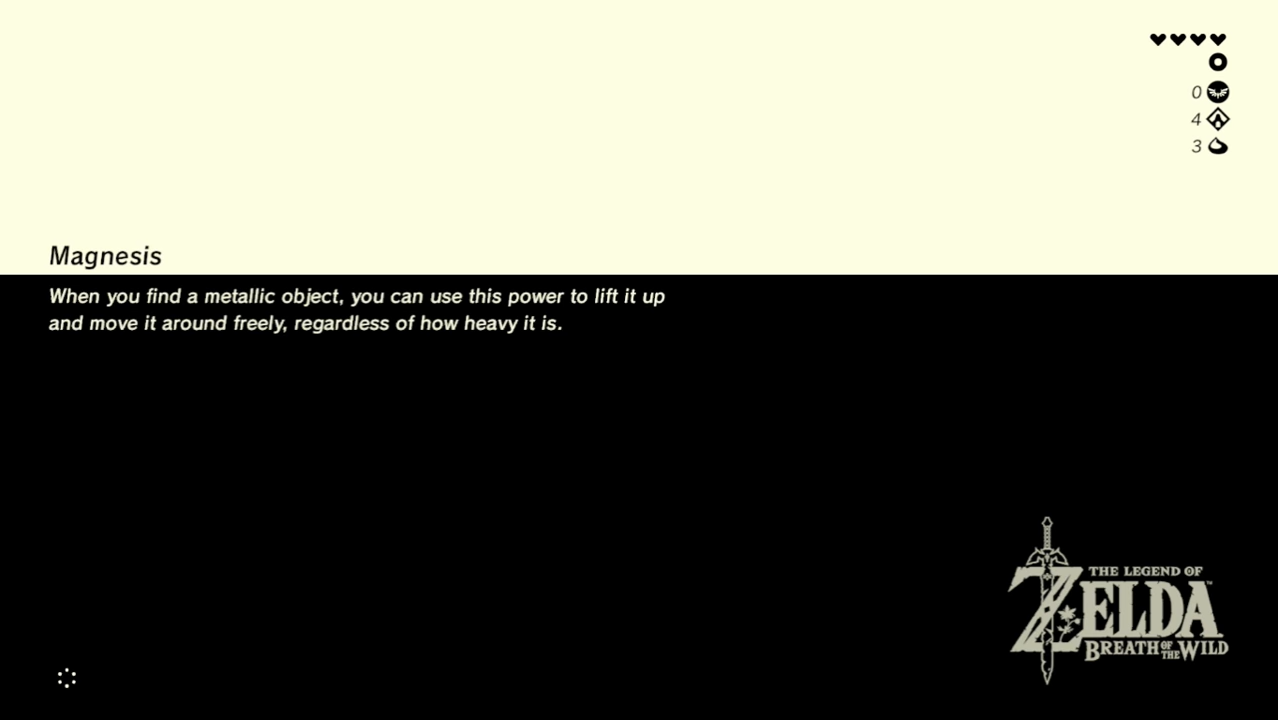 0
4
3
Magnesis
When you find a metallic object, you can use this power to lift it up
and move it around freely, regardless of how heavy it is.
THE LEGEND OF
ZELDA™
BREATH OF THE WILD